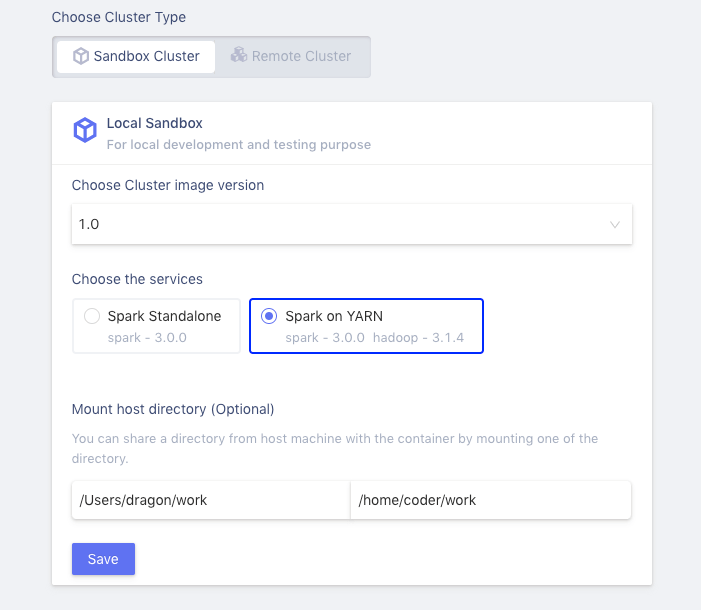 Choose Cluster Type
Sandbox Cluster Remote Cluster
Local Sandbox
For local development and testing purpose
Choose Cluster image version
1.0
Choose the services
Spark Standalone
spark - 3.0.0
Spark on YARN
spark - 3.0.0 hadoop - 3.1.4
Mount host directory (Optional)
You can share a directory from host machine with the container by mounting one of the
directory.
/Users/dragon/work /home/coder/work
Save